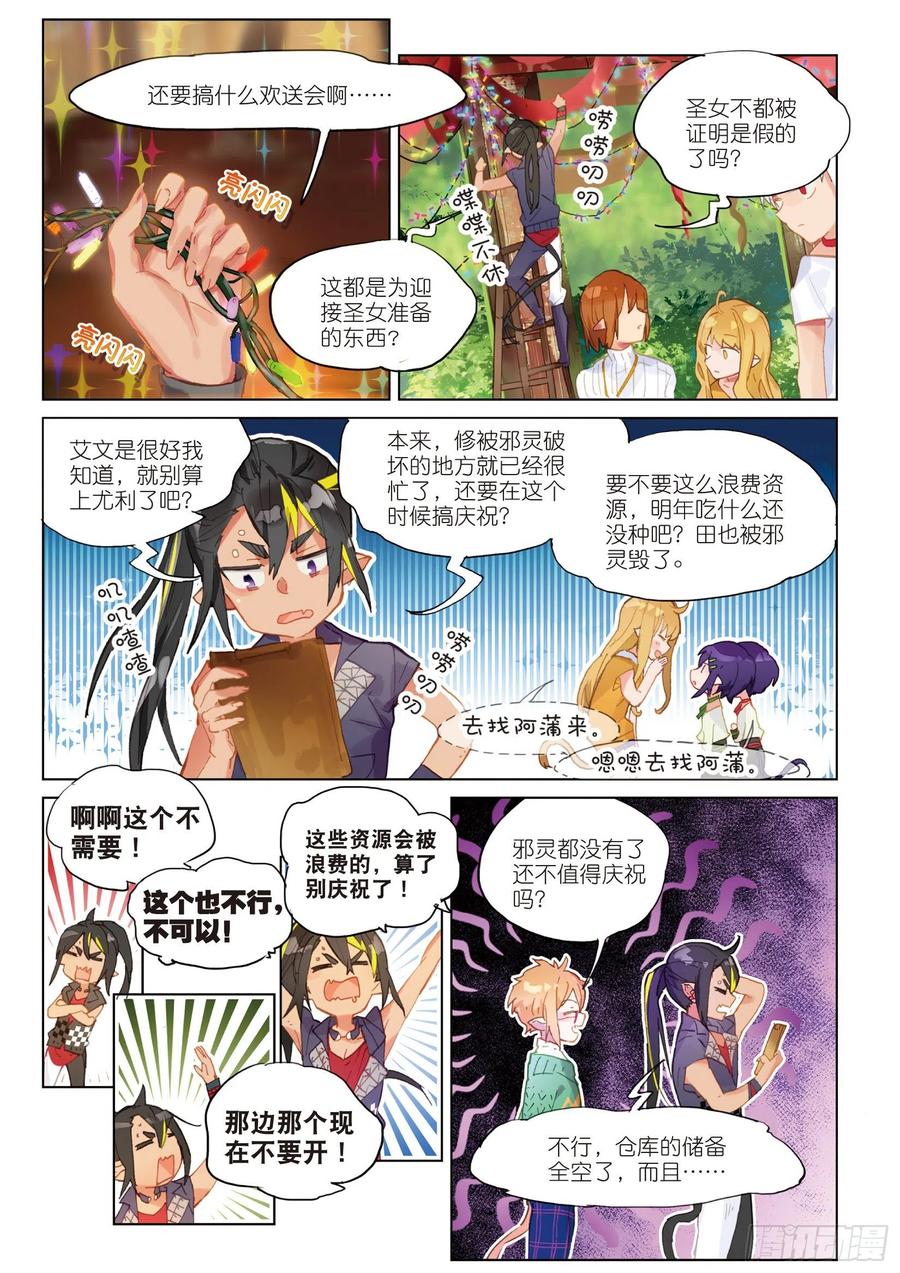 还要搞什么欢送会啊……
亮闪闪
亮闪闪
圣女不都被
证明是假的
了吗？
唠唠叨叨
喋喋不休
这都是为迎
接圣女准备
的东西？
艾文是很好我
知道，就别算
上尤利了吧？
本来，修被邪灵破
坏的地方就已经很
忙了，还要在这个
时候搞庆祝？
要不要这么浪费资
源，明年吃什么还
没种吧？田也被邪
灵毁了。
叽叽喳喳
唠唠叨叨
去找阿蒲来。
嗯嗯去找阿蒲。
啊啊这个不
需要！
这个也不行，
不可以！
这些资源会被
浪费的，算了
别庆祝了！
那边那个现
在不要开！
邪灵都没有了
还不值得庆祝
吗？
不行，仓库的储备
全空了，而且……
腾讯动漫